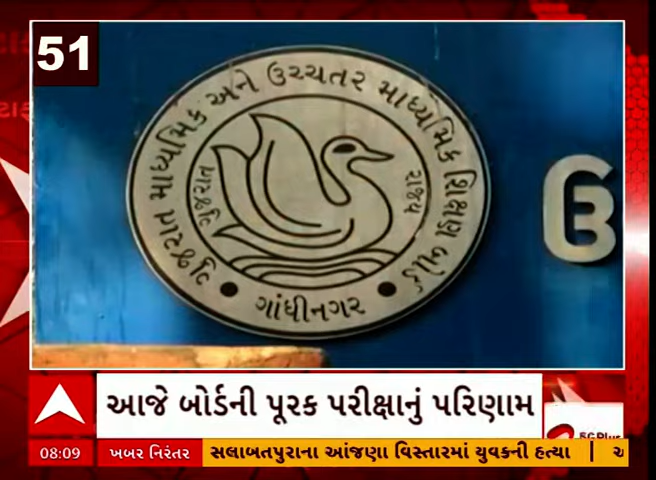 51
ગુજરાત માધ્યમિક અને ઉચ્ચતર માધ્યમિક શિક્ષણ બોર્ડ
ગુજરાત
રાજ્ય
ગાંધીનગર
ઉ
આજે બોર્ડની પૂરક પરીક્ષાનું પરિણામ
08:09 ખબર નિરંતર સલાબતપુરાના આંજણા વિસ્તારમાં યુવકની હત્યા |